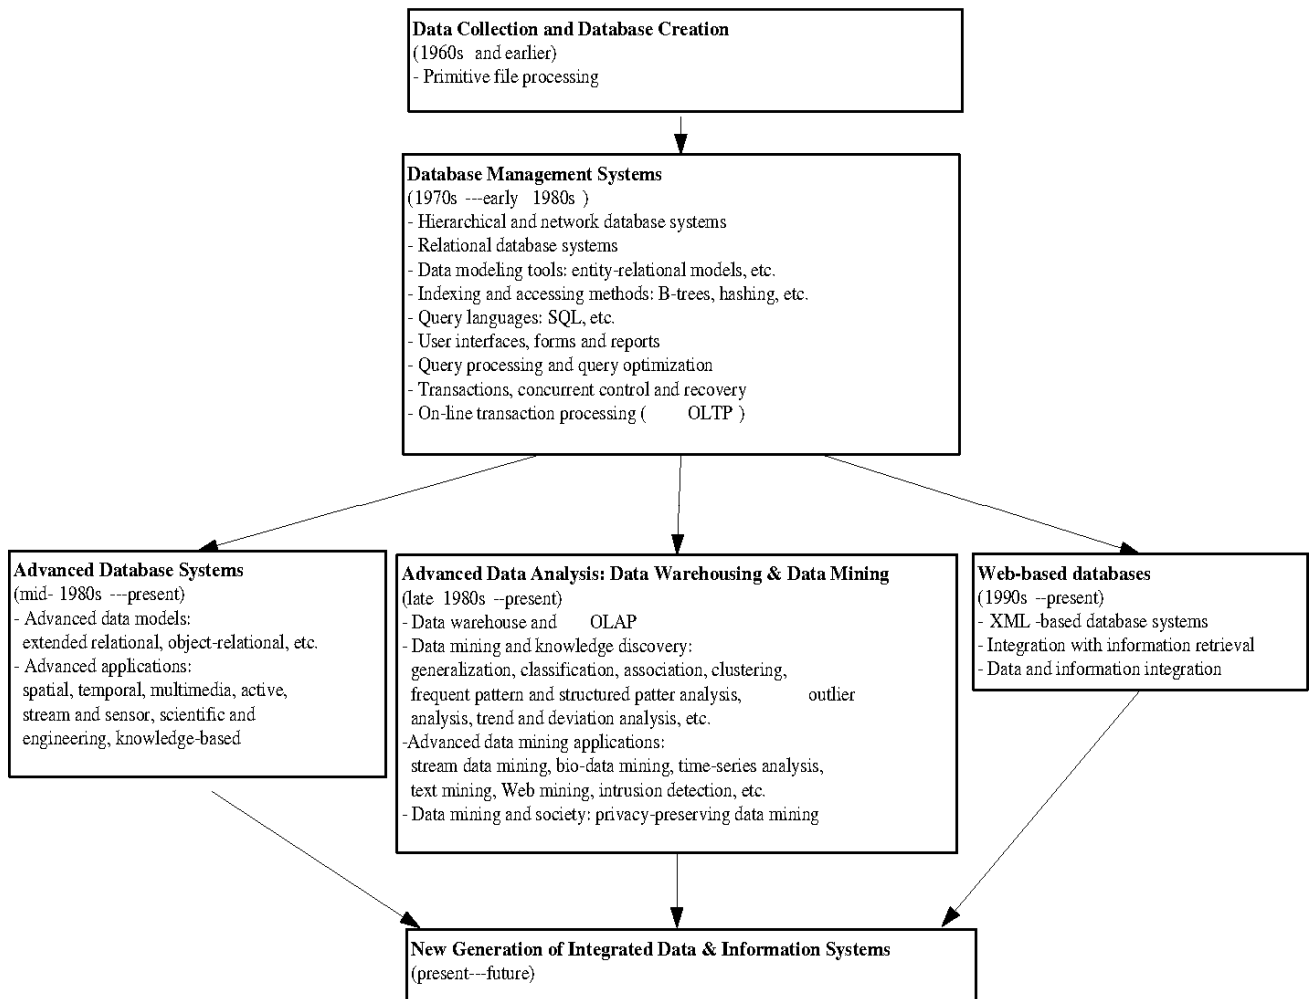 Data Collection and Database Creation
(1960s and earlier)
- Primitive file processing
Database Management Systems
(1970s ---early 1980s )
- Hierarchical and network database systems
- Relational database systems
- Data modeling tools: entity-relational models, etc.
- Indexing and accessing methods: B-trees, hashing, etc.
- Query languages: SQL, etc.
- User interfaces, forms and reports
- Query processing and query optimization
- Transactions, concurrent control and recovery
- On-line transaction processing ( OLTP )
Advanced Database Systems
(mid- 1980s ---present)
- Advanced data models:
extended relational, object-relational, etc.
- Advanced applications:
spatial, temporal, multimedia, active,
stream and sensor, scientific and
engineering, knowledge-based
Advanced Data Analysis: Data Warehousing & Data Mining
(late 1980s --present)
- Data warehouse and OLAP
- Data mining and knowledge discovery:
generalization, classification, association, clustering,
frequent pattern and structured patter analysis, outlier
analysis, trend and deviation analysis, etc.
-Advanced data mining applications:
stream data mining, bio-data mining, time-series analysis,
text mining, Web mining, intrusion detection, etc.
- Data mining and society: privacy-preserving data mining
Web-based databases
(1990s --present)
- XML -based database systems
- Integration with information retrieval
- Data and information integration
New Generation of Integrated Data & Information Systems
(present---future)